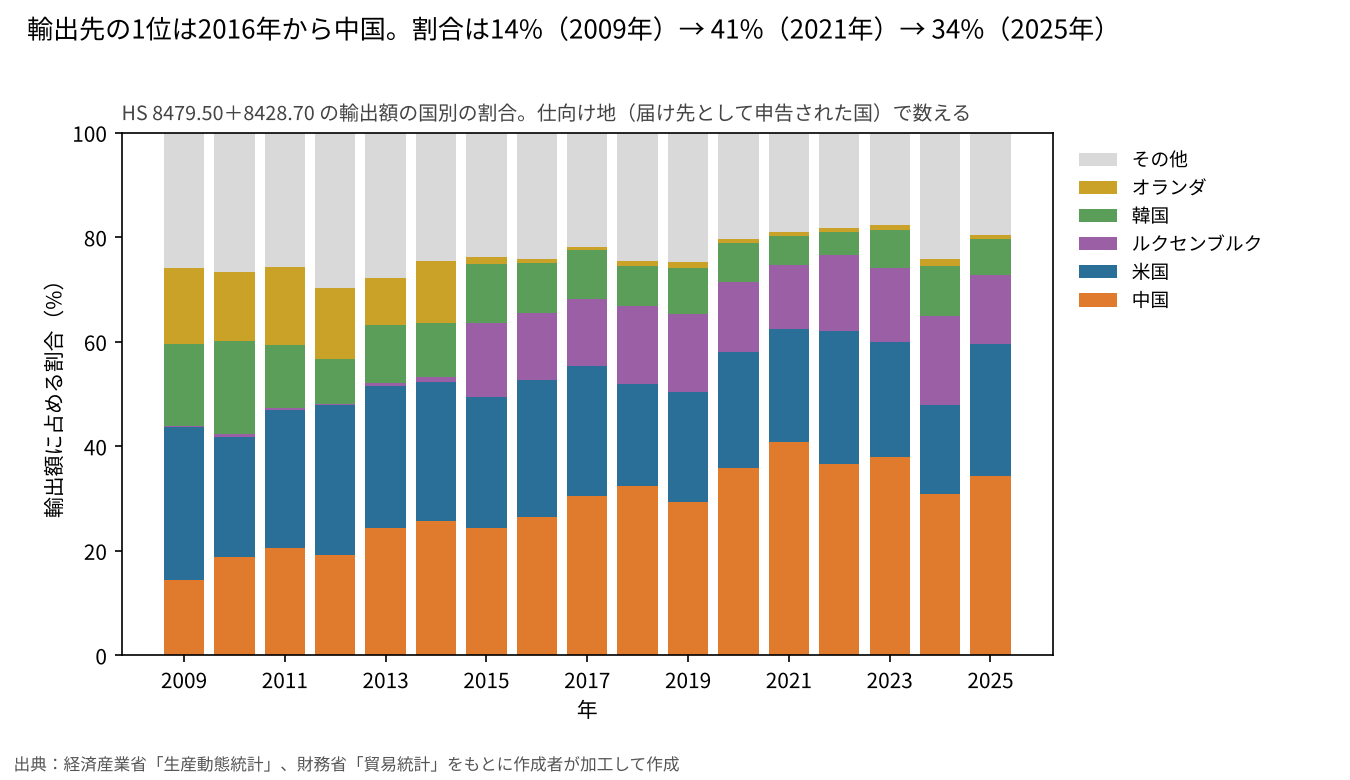 輸出先の1位は2016年から中国。割合は14%（2009年）→ 41%（2021年）→ 34%（2025年）
HS 8479.50＋8428.70 の輸出額の国別の割合。仕向け地（届け先として申告された国）で数える
輸出額に占める割合（%）
100
80
60
40
20
0
2009
2011
2013
2015
2017
2019
2021
2023
2025
年
その他
オランダ
韓国
ルクセンブルク
米国
中国
出典：経済産業省「生産動態統計」、財務省「貿易統計」をもとに作成者が加工して作成